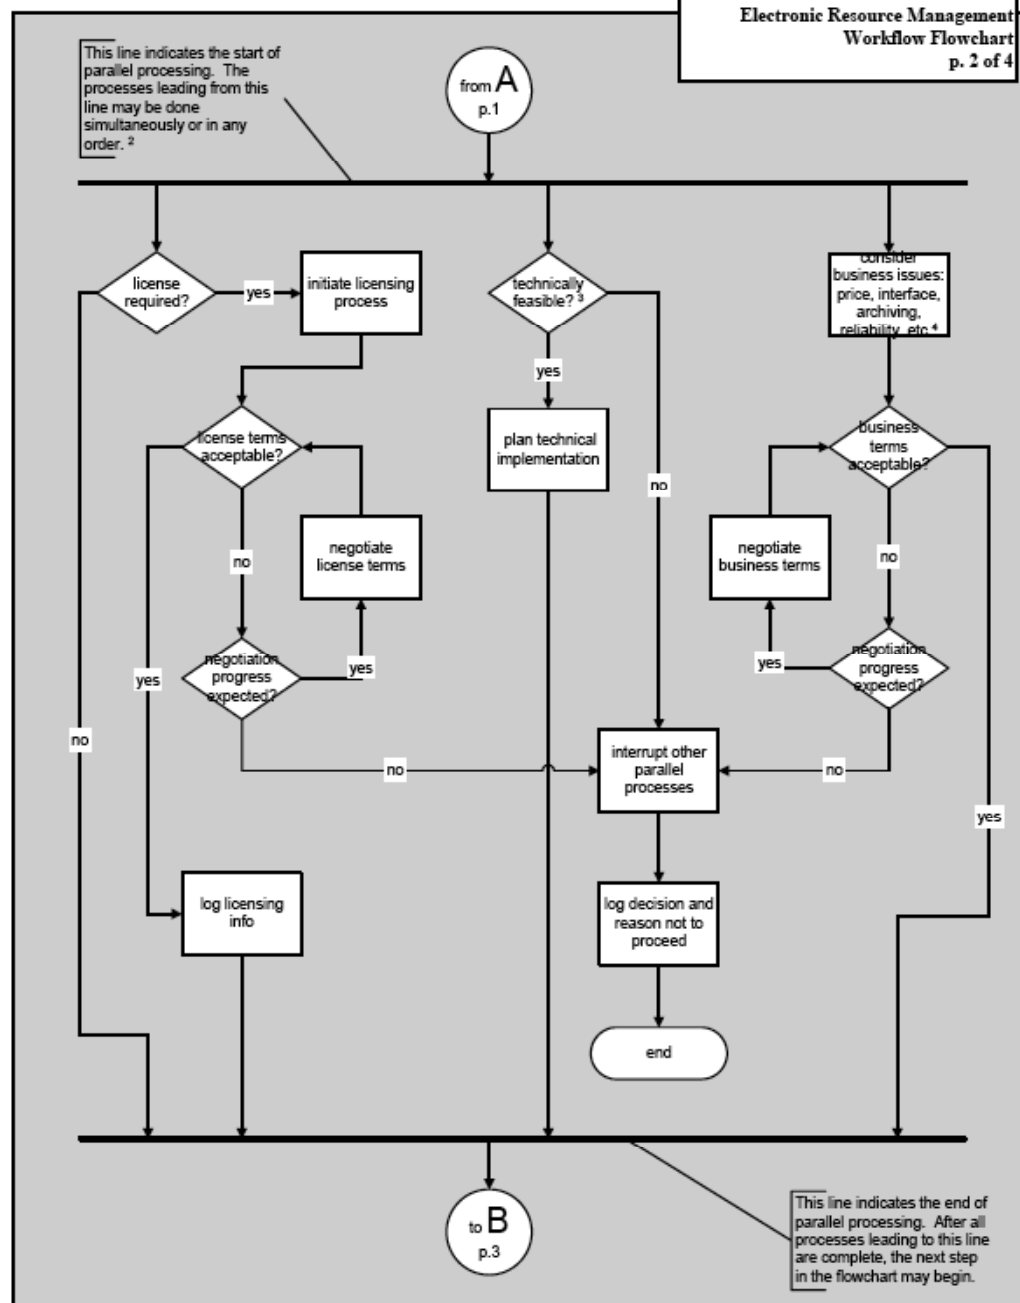 Electronic Resource Management
Workflow Flowchart
p. 2 of 4
This line indicates the start of
parallel processing. The
processes leading from this
line may be done
simultaneously or in any
order. 2
from A
p.1
license
required?
yes
initiate licensing
process
technically
feasible? 3
consider
business issues:
price, interface,
archiving,
reliability, etc 4
yes
license terms
acceptable?
plan technical
implementation
business
terms
acceptable?
no
negotiate
license terms
negotiate
business terms
no
no
negotiation
progress
expected?
yes
yes
negotiation
progress
expected?
yes
no
interrupt other
parallel
processes
no
no
yes
log licensing
info
log decision and
reason not to
proceed
end
to B
p.3
This line indicates the end of
parallel processing. After all
processes leading to this line
are complete, the next step
in the flowchart may begin.